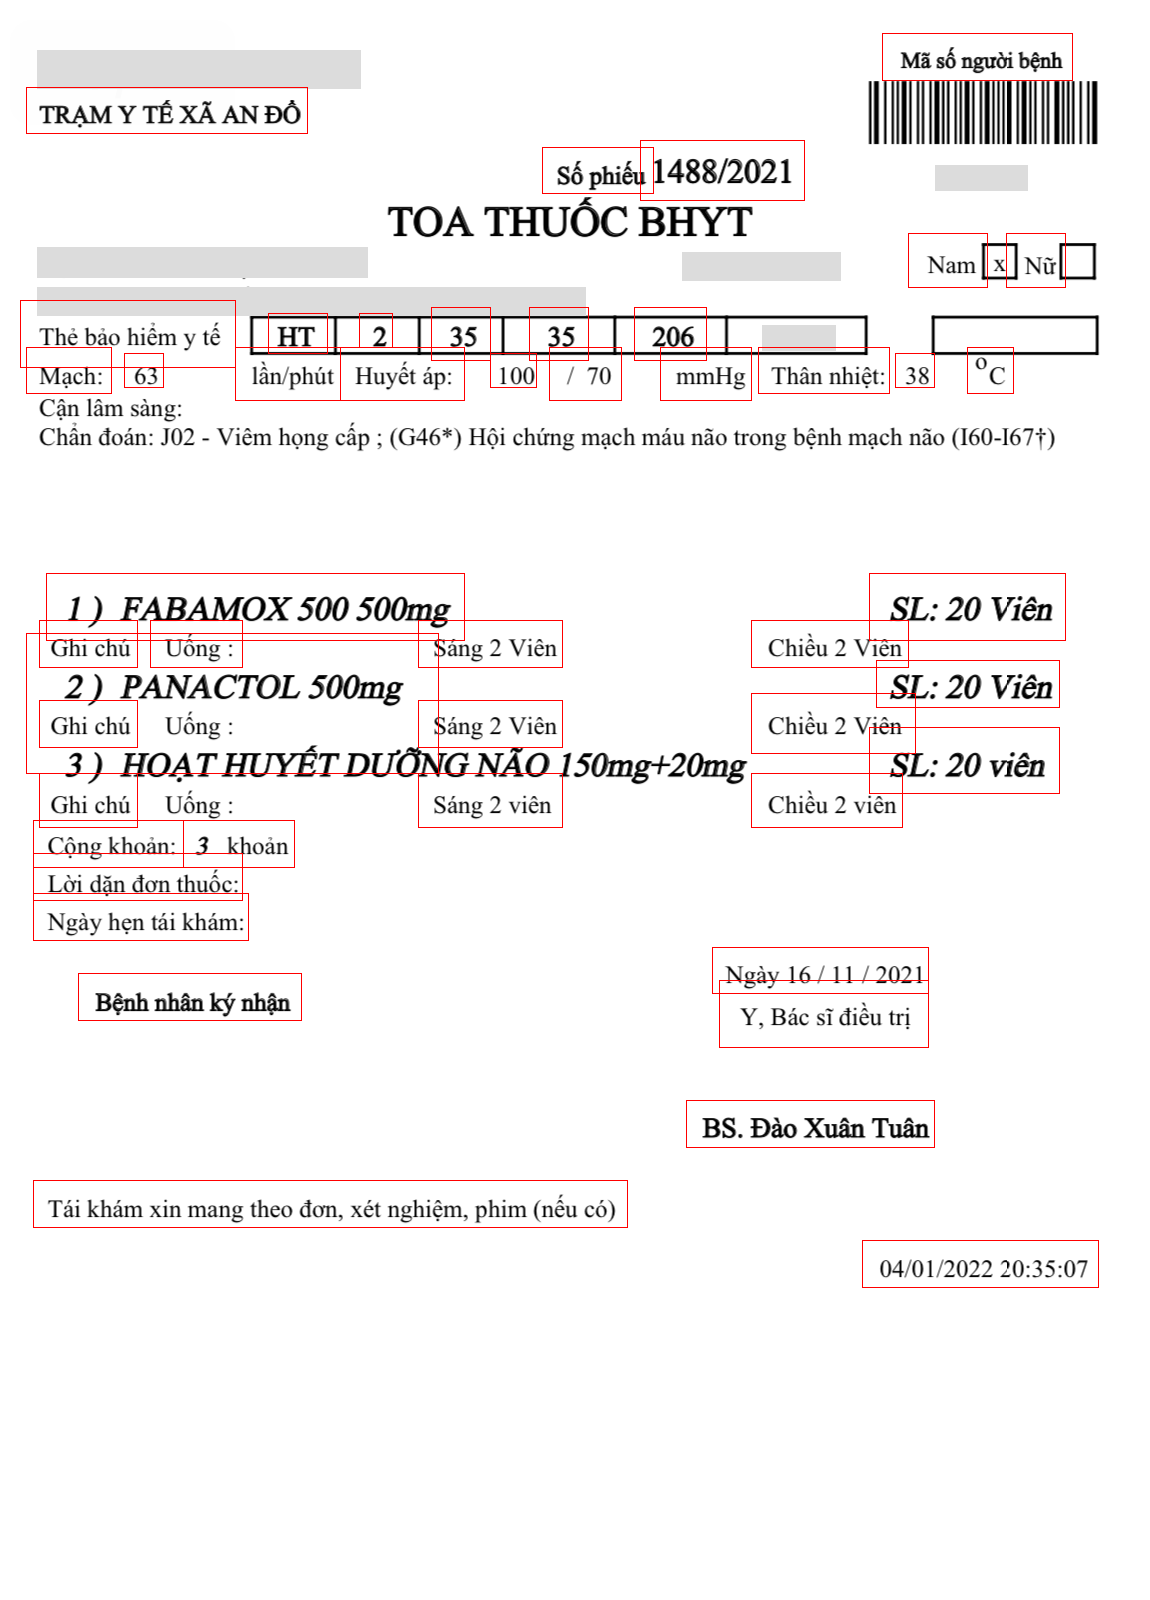 Mã số người bệnh
TRẠM Y TẾ XÃ AN ĐỒ
Số phiếu 1488/2021
TOA THUỐC BHYT
Nam x Nữ
Thẻ bảo hiểm y tế HT 2 35 35 206
Mạch: 63 lần/phút Huyết áp: 100 / 70 mmHg Thân nhiệt: 38 °C
Cận lâm sàng:
Chẩn đoán: J02 - Viêm họng cấp ; (G46*) Hội chứng mạch máu não trong bệnh mạch não (I60-I67†)
1 ) FABAMOX 500 500mg SL: 20 Viên
Ghi chú Uống : Sáng 2 Viên Chiều 2 Viên
2 ) PANACTOL 500mg SL: 20 Viên
Ghi chú Uống : Sáng 2 Viên Chiều 2 Viên
3 ) HOẠT HUYẾT DƯỠNG NÃO 150mg+20mg SL: 20 viên
Ghi chú Uống : Sáng 2 viên Chiều 2 viên
Cộng khoản: 3 khoản
Lời dặn đơn thuốc:
Ngày hẹn tái khám:
Ngày 16 / 11 / 2021
Bệnh nhân ký nhận
Y, Bác sĩ điều trị
BS. Đào Xuân Tuân
Tái khám xin mang theo đơn, xét nghiệm, phim (nếu có)
04/01/2022 20:35:07